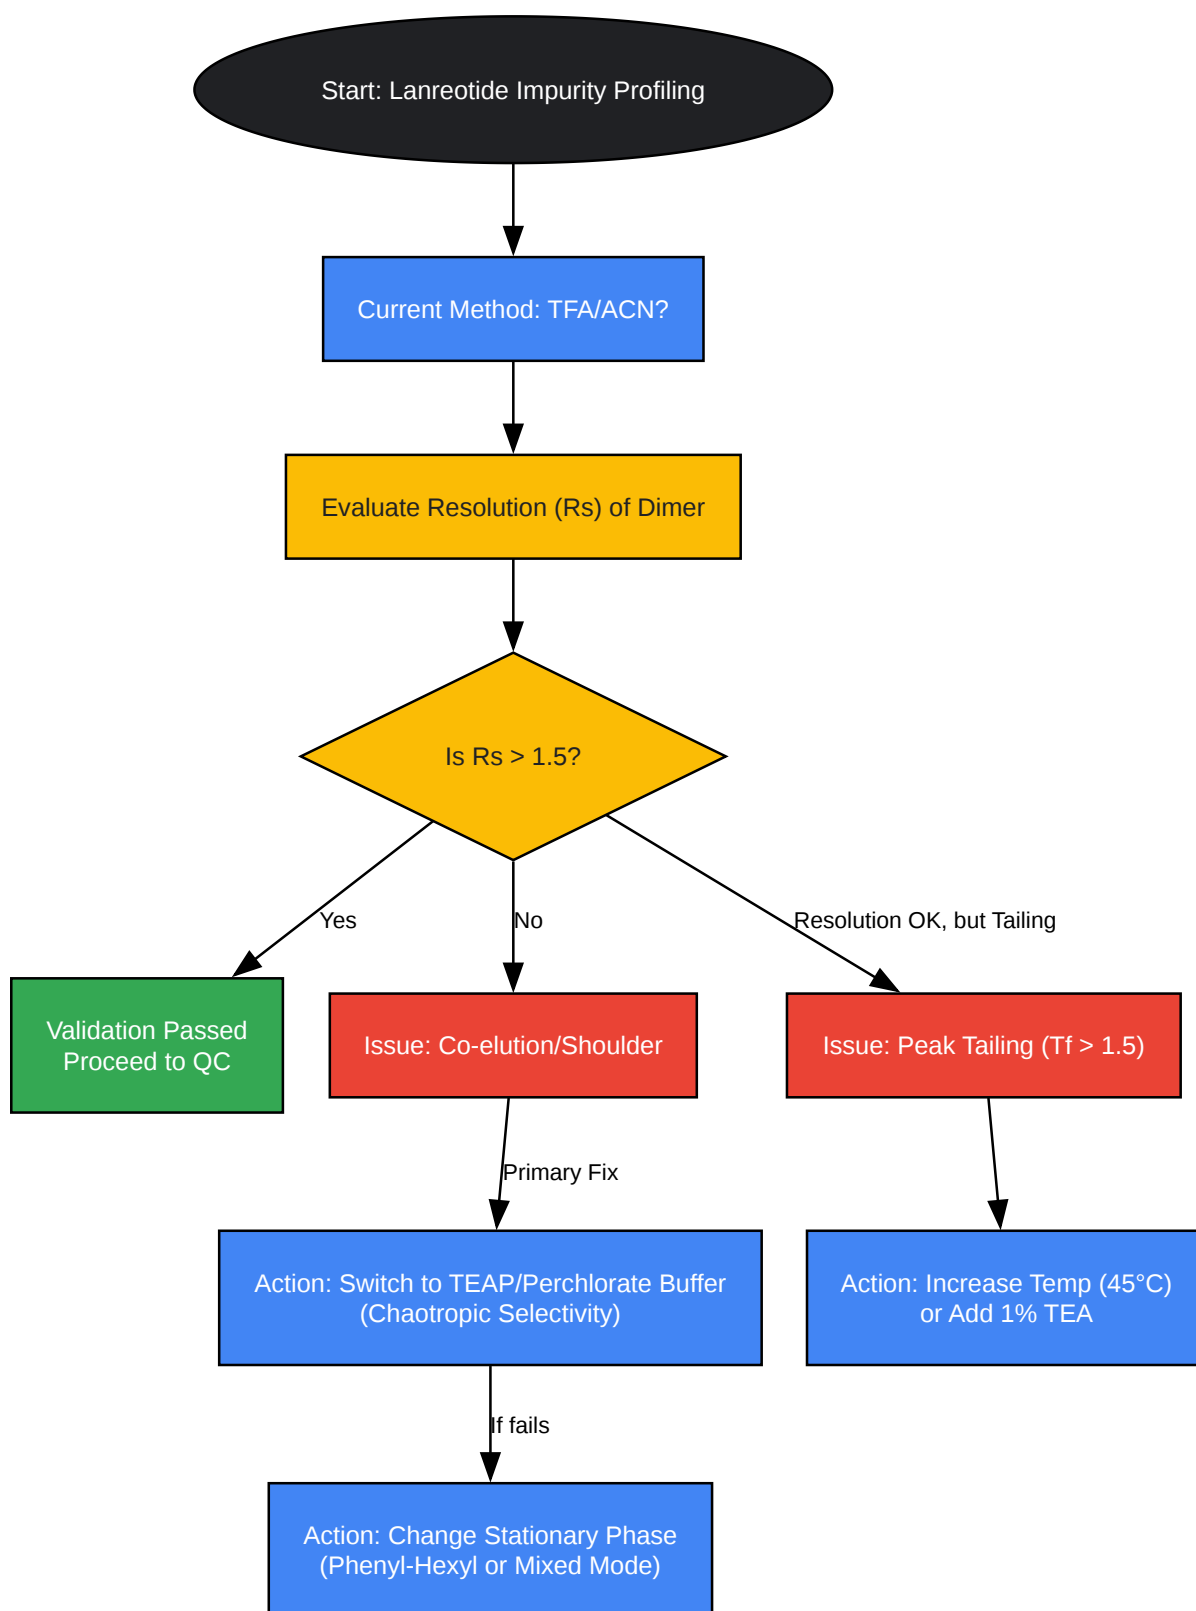 Start: Lanreotide Impurity Profiling
Current Method: TFA/ACN?
Evaluate Resolution (Rs) of Dimer
Is Rs > 1.5?
Yes
No
Resolution OK, but Tailing
Validation Passed
Proceed to QC
Issue: Co-elution/Shoulder
Issue: Peak Tailing (Tf > 1.5)
Primary Fix
Action: Switch to TEAP/Perchlorate Buffer
(Chaotropic Selectivity)
Action: Increase Temp (45°C)
or Add 1% TEA
If fails
Action: Change Stationary Phase
(Phenyl-Hexyl or Mixed Mode)